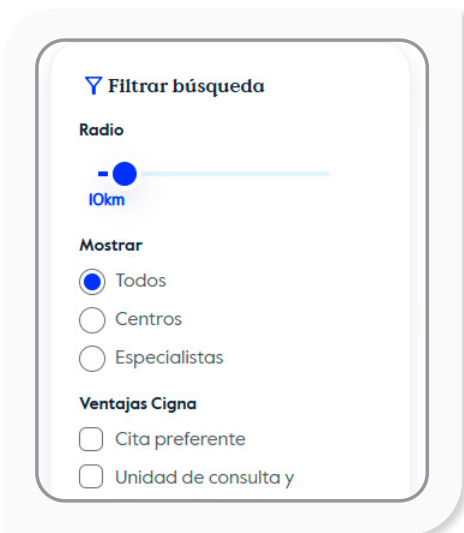 Filtrar búsqueda
Radio
10km
Mostrar
Todos
Centros
Especialistas
Ventajas Cigna
Cita preferente
Unidad de consulta y